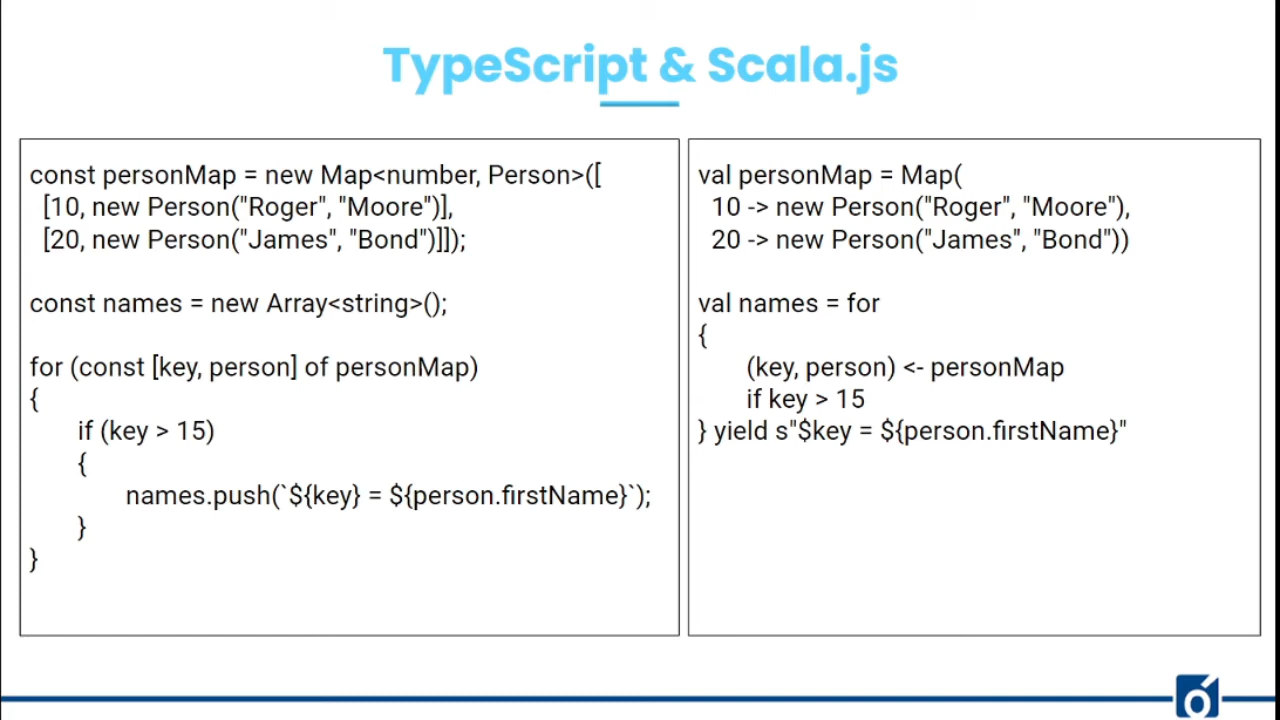 TypeScript & Scala.js
const personMap = new Map<number, Person>([
[10, new Person("Roger", "Moore")],
[20, new Person("James", "Bond")]]);
const names = new Array<string>();
for (const [key, person] of personMap)
{
if (key > 15)
{
names.push(`${key} = ${person.firstName}`);
}
}
val personMap = Map(
10 -> new Person("Roger", "Moore"),
20 -> new Person("James", "Bond"))
val names = for
{
(key, person) <- personMap
if key > 15
} yield s"$key = ${person.firstName}"